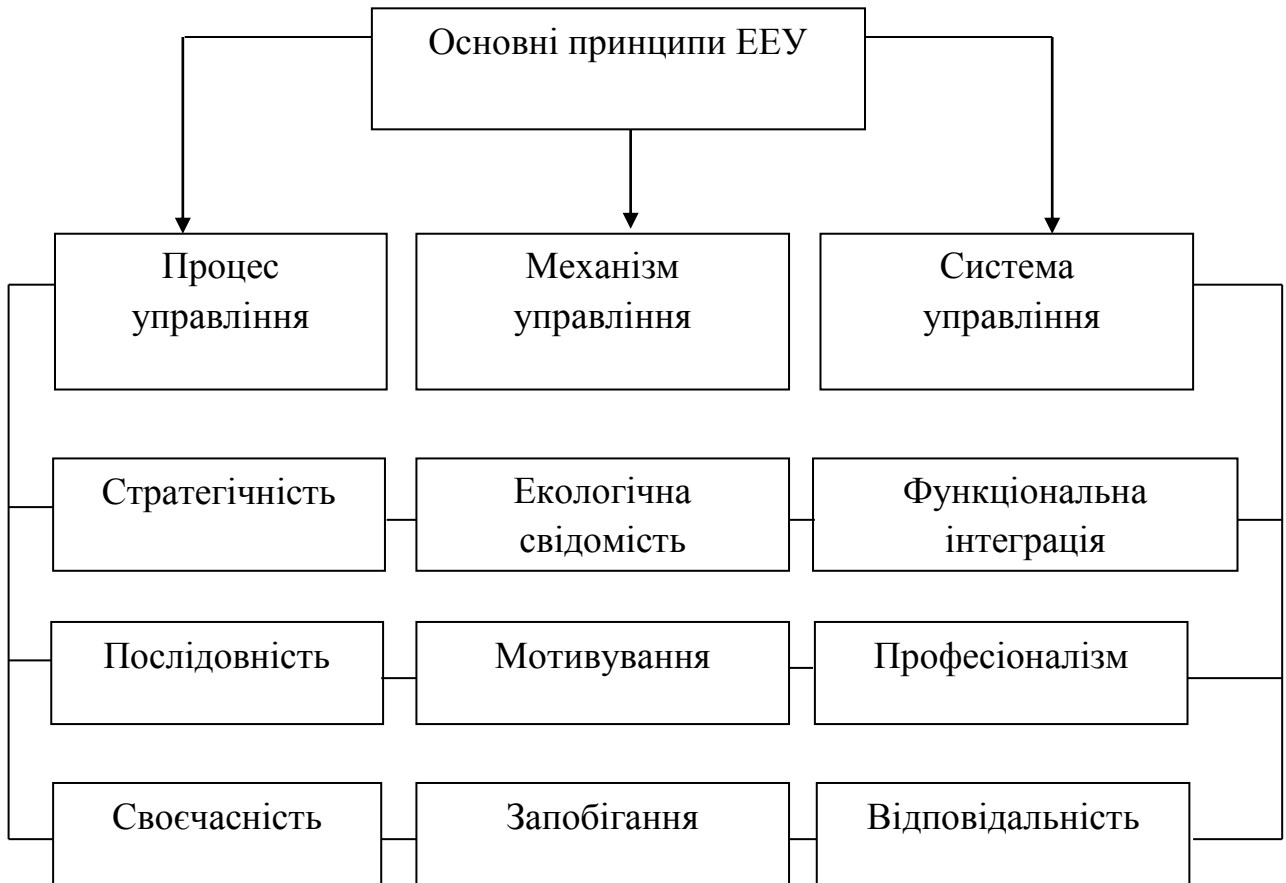 Основні принципи ЕЕУ
Процес
управління
Механізм
управління
Система
управління
Стратегічність
Екологічна
свідомість
Функціональна
інтеграція
Послідовність
Мотивування
Професіоналізм
Своєчасність
Запобігання
Відповідальність